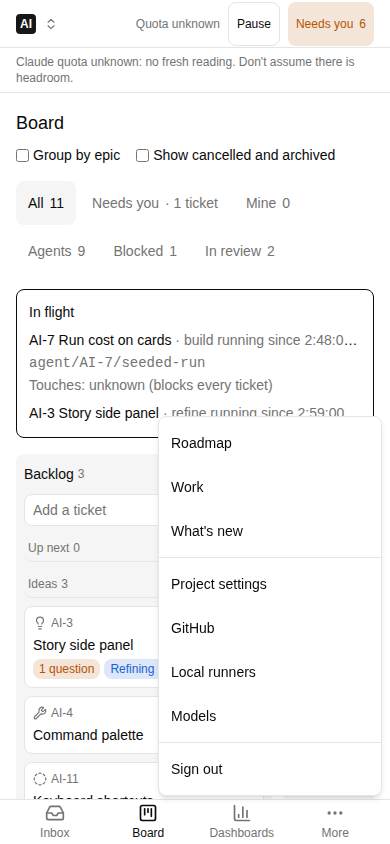 AI
Quota unknown
Pause
Needs you 6
Claude quota unknown: no fresh reading. Don't assume there is
headroom.
Board
Group by epic
Show cancelled and archived
All 11
Needs you · 1 ticket
Mine 0
Agents 9
Blocked 1
In review 2
In flight
AI-7 Run cost on cards · build running since 2:48:0…
agent/AI-7/seeded-run
Touches: unknown (blocks every ticket)
AI-3 Story side panel · refine running since 2:59:00
Backlog 3
Add a ticket
Up next 0
Ideas 3
AI-3
Story side panel
1 question
Refining
AI-4
Command palette
AI-11
Keyboard shortcuts
Roadmap
Work
What's new
Project settings
GitHub
Local runners
Models
Sign out
Inbox
Board
Dashboards
More